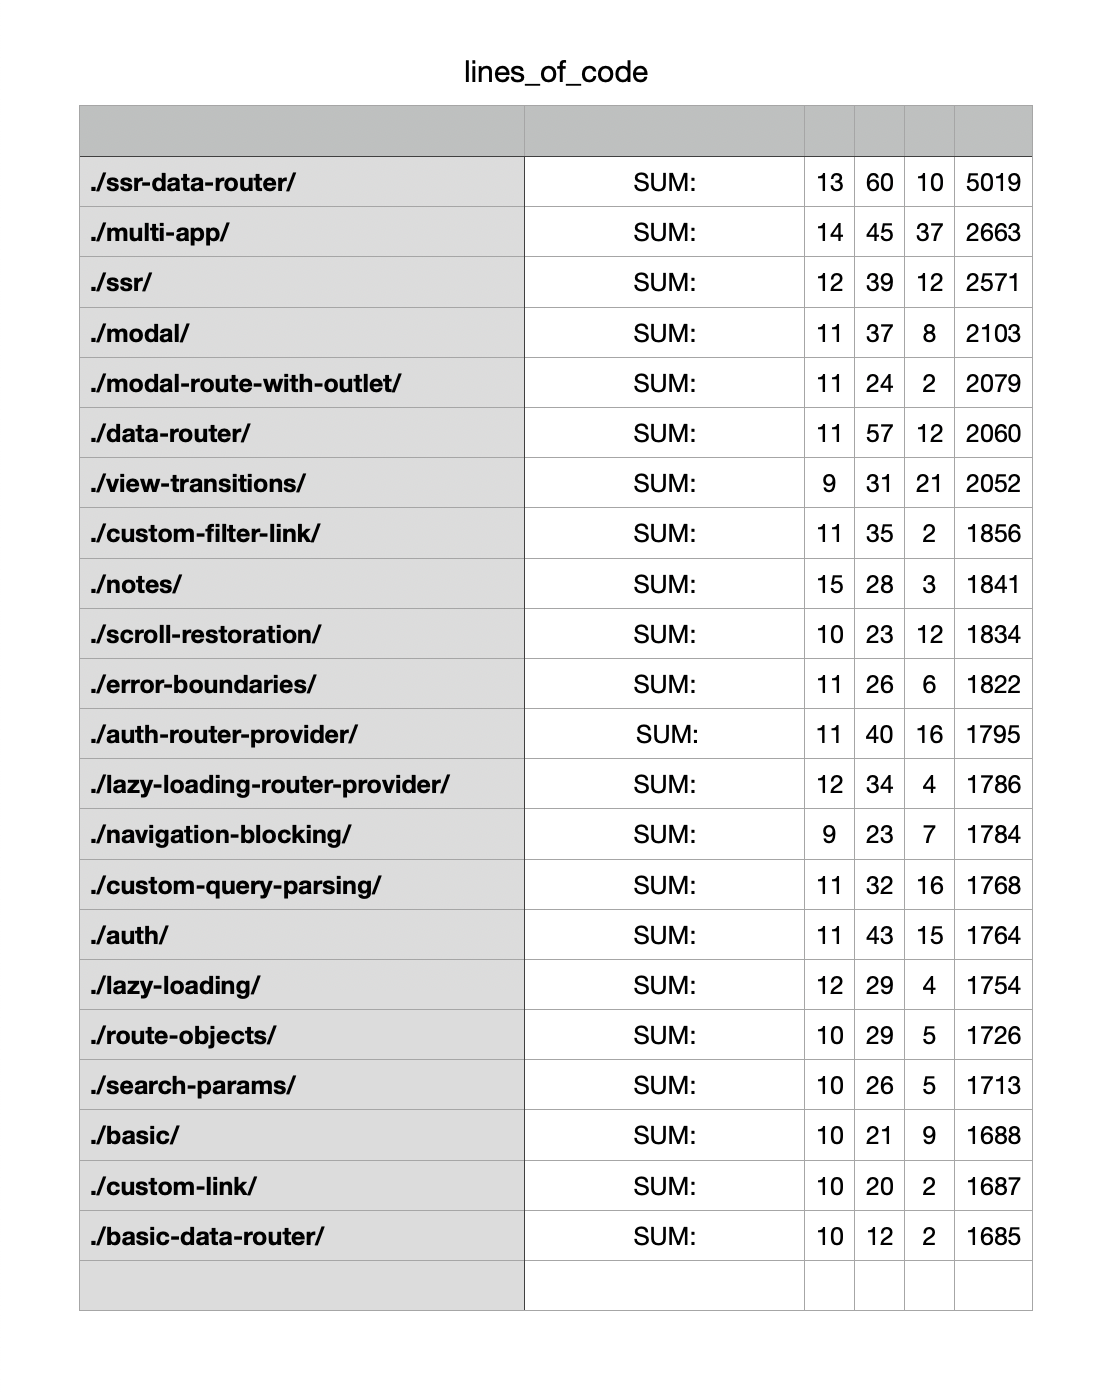 lines_of_code
./ssr-data-router/ SUM: 13 60 10 5019
./multi-app/ SUM: 14 45 37 2663
./ssr/ SUM: 12 39 12 2571
./modal/ SUM: 11 37 8 2103
./modal-route-with-outlet/ SUM: 11 24 2 2079
./data-router/ SUM: 11 57 12 2060
./view-transitions/ SUM: 9 31 21 2052
./custom-filter-link/ SUM: 11 35 2 1856
./notes/ SUM: 15 28 3 1841
./scroll-restoration/ SUM: 10 23 12 1834
./error-boundaries/ SUM: 11 26 6 1822
./auth-router-provider/ SUM: 11 40 16 1795
./lazy-loading-router-provider/ SUM: 12 34 4 1786
./navigation-blocking/ SUM: 9 23 7 1784
./custom-query-parsing/ SUM: 11 32 16 1768
./auth/ SUM: 11 43 15 1764
./lazy-loading/ SUM: 12 29 4 1754
./route-objects/ SUM: 10 29 5 1726
./search-params/ SUM: 10 26 5 1713
./basic/ SUM: 10 21 9 1688
./custom-link/ SUM: 10 20 2 1687
./basic-data-router/ SUM: 10 12 2 1685